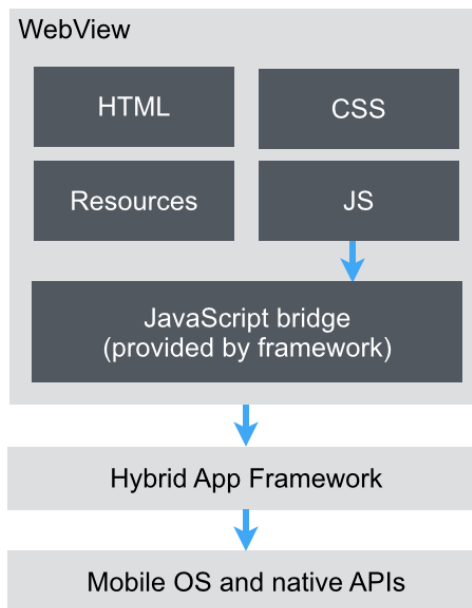 WebView
HTML
CSS
Resources
JS
JavaScript bridge
(provided by framework)
Hybrid App Framework
Mobile OS and native APIs